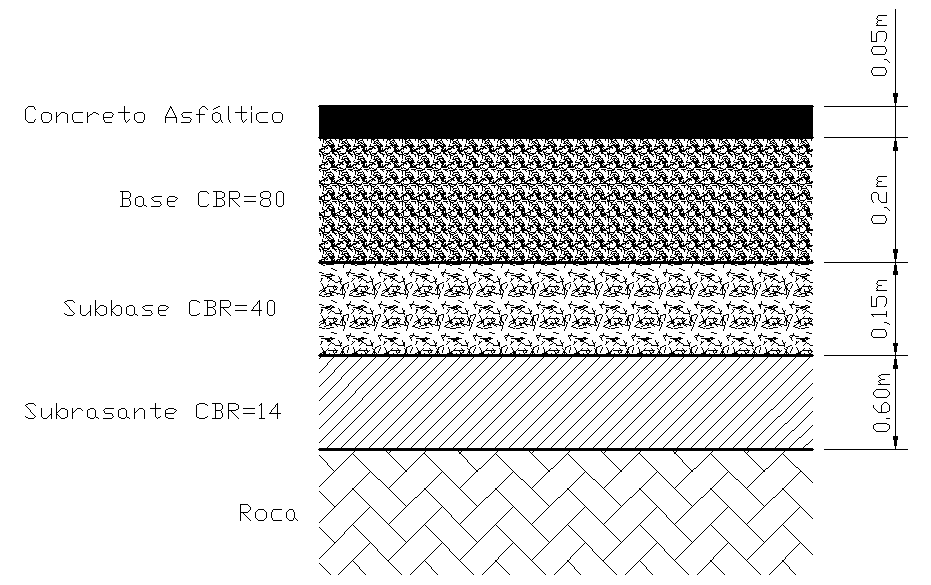 Concreto Asfáltico
0,05m
Base CBR=80
0,2m
Subbase CBR=40
0,15m
Subrasante CBR=14
0.60m
Roca